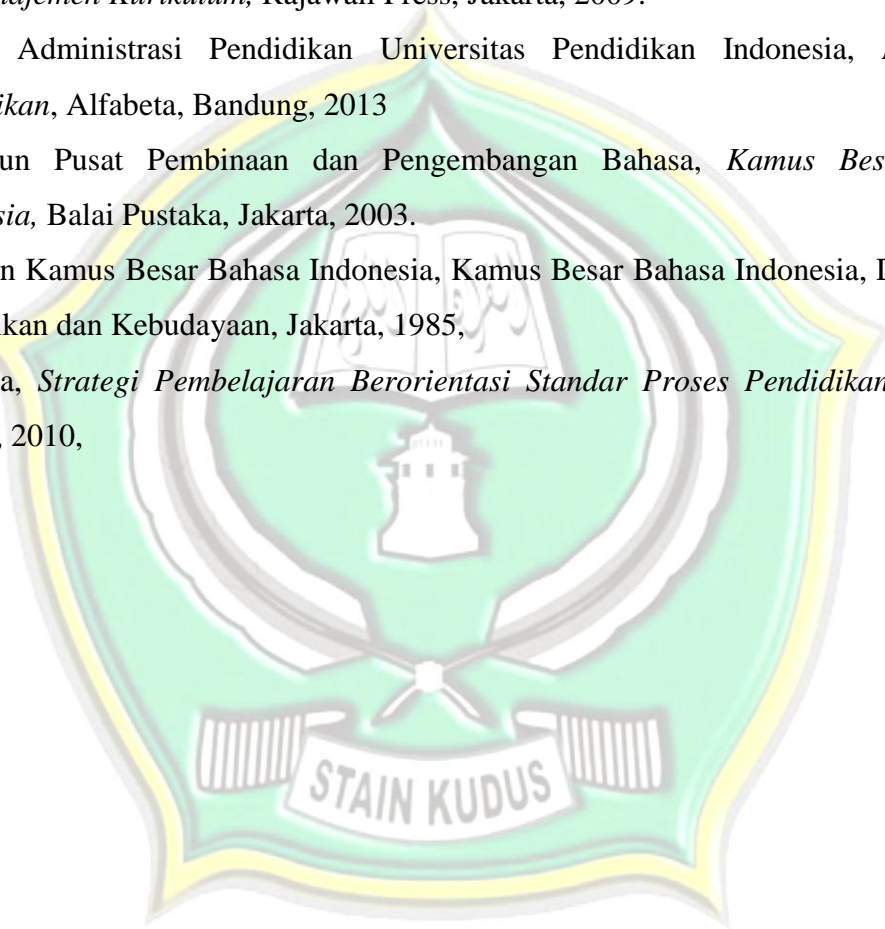 najemen Kurikulum, Rajawali Press, Jakarta, 2009.
Administrasi Pendidikan Universitas Pendidikan Indonesia,
ikan, Alfabeta, Bandung, 2013
un Pusat Pembinaan dan Pengembangan Bahasa, Kamus Bes
sia, Balai Pustaka, Jakarta, 2003.
n Kamus Besar Bahasa Indonesia, Kamus Besar Bahasa Indonesia,
ikan dan Kebudayaan, Jakarta, 1985,
a, Strategi Pembelajaran Berorientasi Standar Proses Pendidikan
, 2010,
STAIN KUDUS